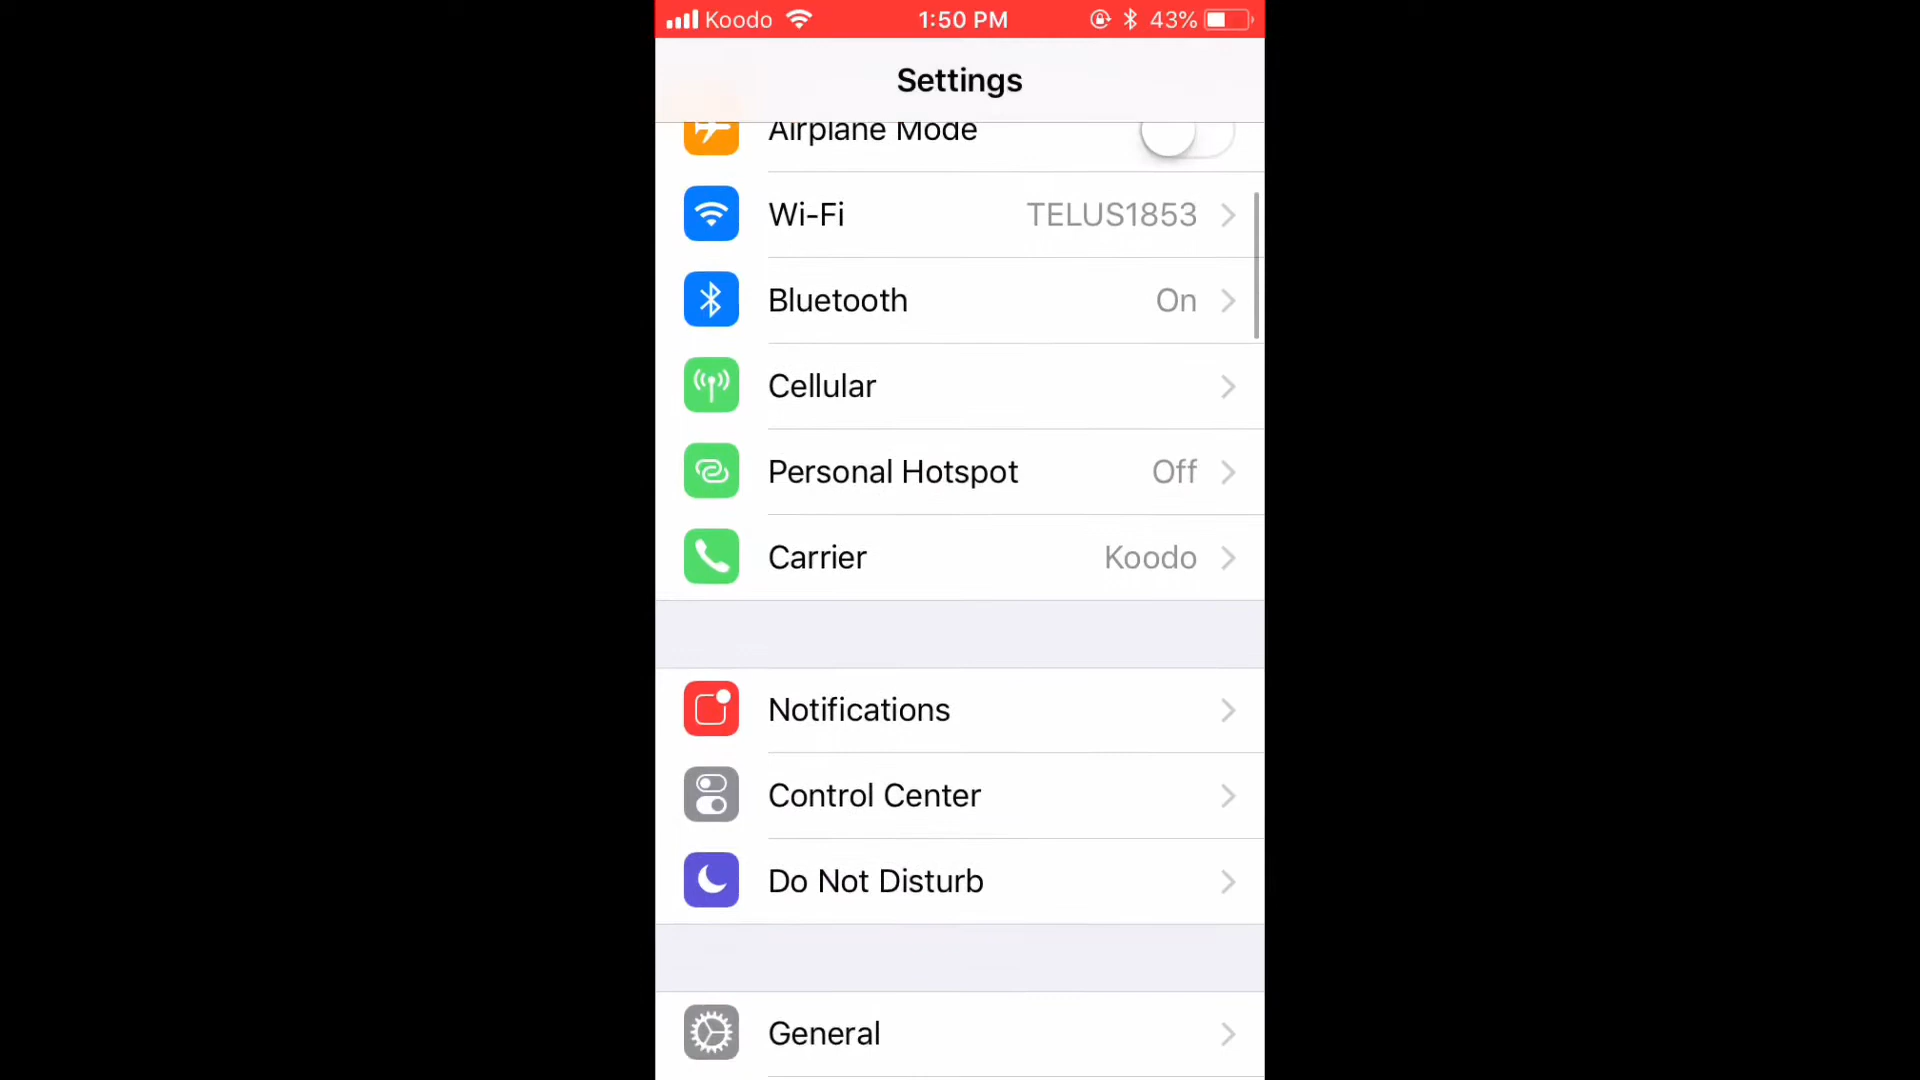 Koodo 1:50 PM 43%
Settings
Airplane Mode
Wi-Fi TELUS1853
Bluetooth On
Cellular
Personal Hotspot Off
Carrier Koodo
Notifications
Control Center
Do Not Disturb
General